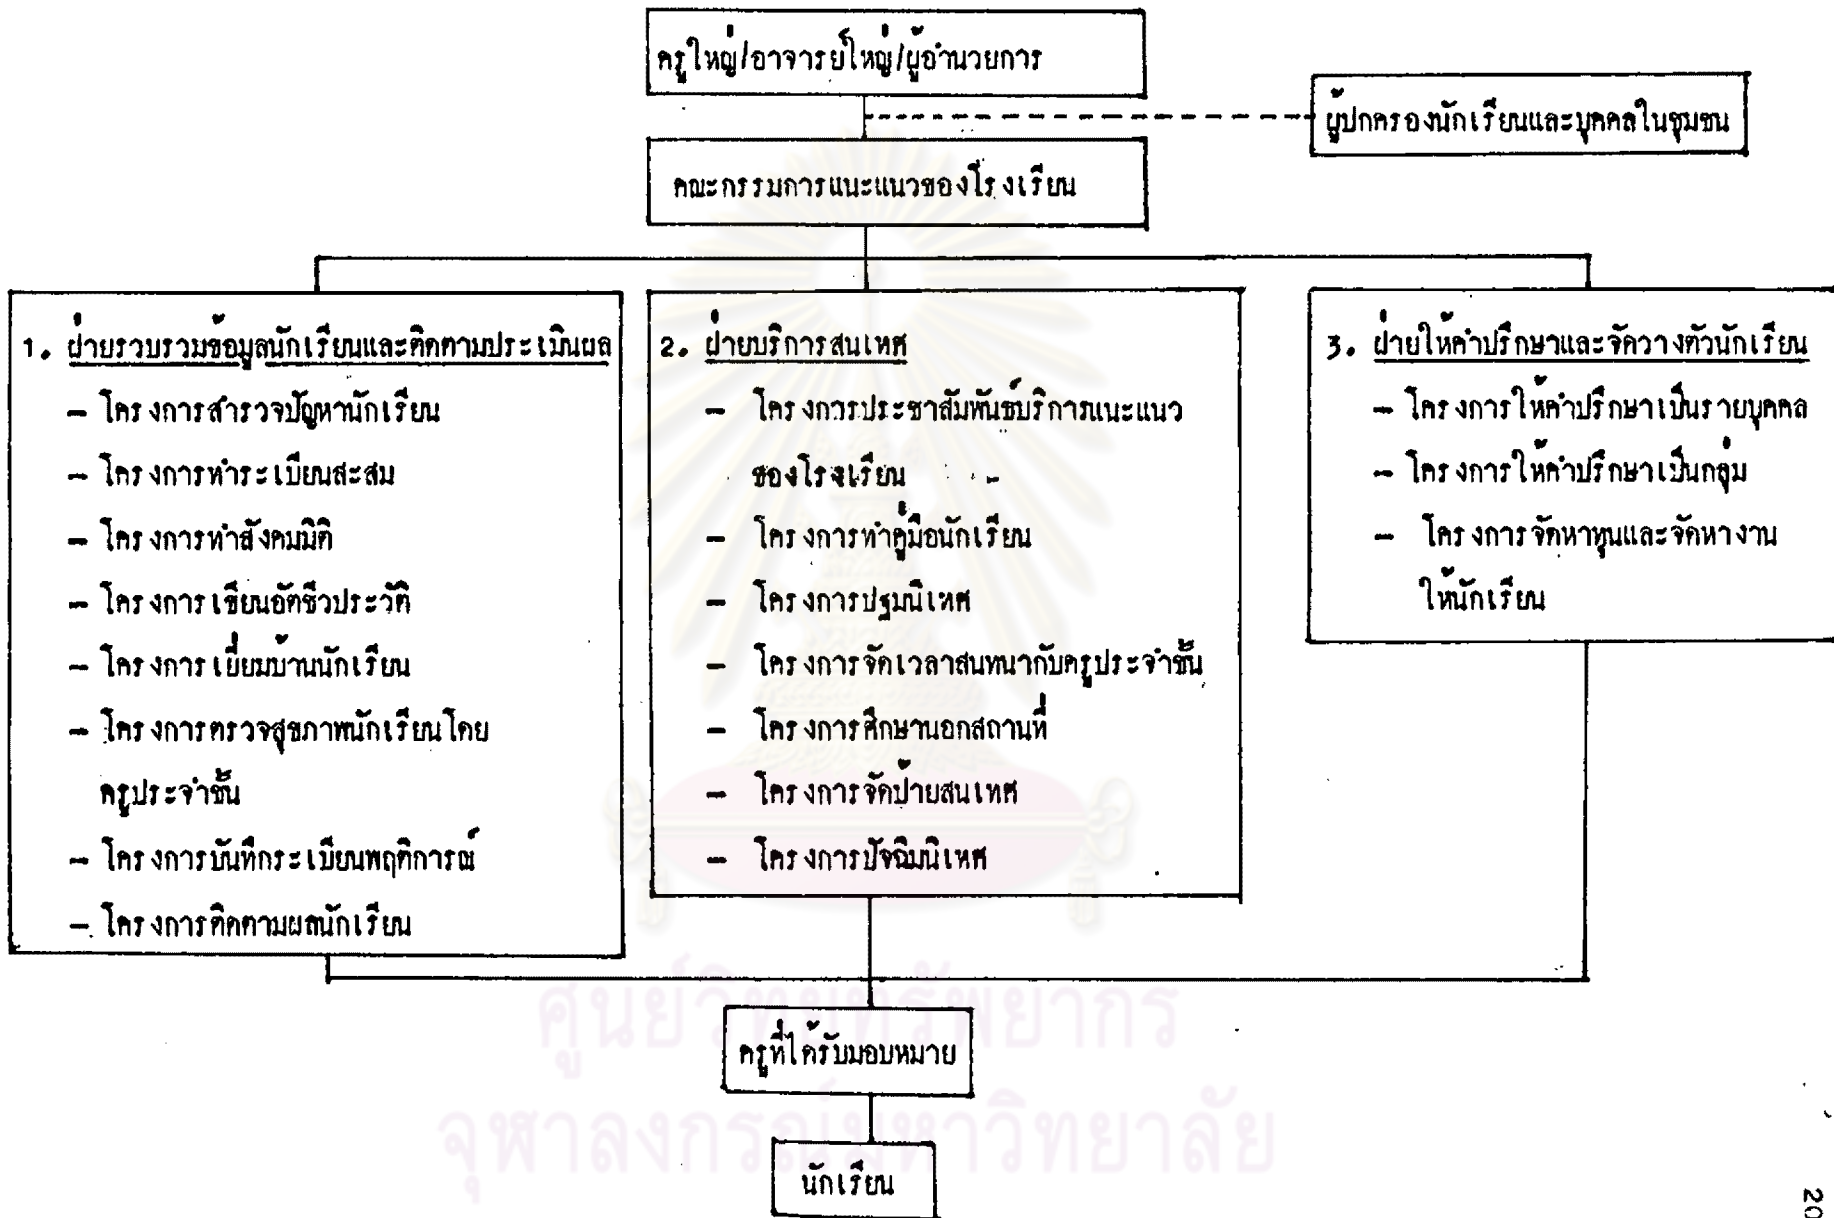 ครูใหญ่/อาจารย์ใหญ่/ผู้อำนวยการ
ผู้ปกครองนักเรียนและบุคคลในชุมชน
คณะกรรมการแนะแนวของโรงเรียน
1. ฝ่ายรวบรวมข้อมูลนักเรียนและติดตามประเมินผล
- โครงการสำรวจปัญหานักเรียน
- โครงการทำระเบียนสะสม
- โครงการทำสังคมมิติ
- โครงการเขียนอัตชีวประวัติ
- โครงการเยี่ยมบ้านนักเรียน
- โครงการตรวจสุขภาพนักเรียนโดย
ครูประจำชั้น
- โครงการบันทึกระเบียนพฤติการณ์
- โครงการติดตามผลนักเรียน
2. ฝ่ายบริการสนเทศ
- โครงการประชาสัมพันธ์บริการแนะแนว
ของโรงเรียน
- โครงการทำคู่มือนักเรียน
- โครงการปฐมนิเทศ
- โครงการจัดเวลาสนทนากับครูประจำชั้น
- โครงการศึกษานอกสถานที่
- โครงการจัดป้ายสนเทศ
- โครงการปัจฉิมนิเทศ
3. ฝ่ายให้คำปรึกษาและจัดวางตัวนักเรียน
- โครงการให้คำปรึกษาเป็นรายบุคคล
- โครงการให้คำปรึกษาเป็นกลุ่ม
- โครงการจัดหาทุนและจัดหางาน
ให้นักเรียน
ศูนย์วิทยทรัพยากร
ครูที่ได้รับมอบหมาย
จุฬาลงกรณ์มหาวิทยาลัย
นักเรียน
20